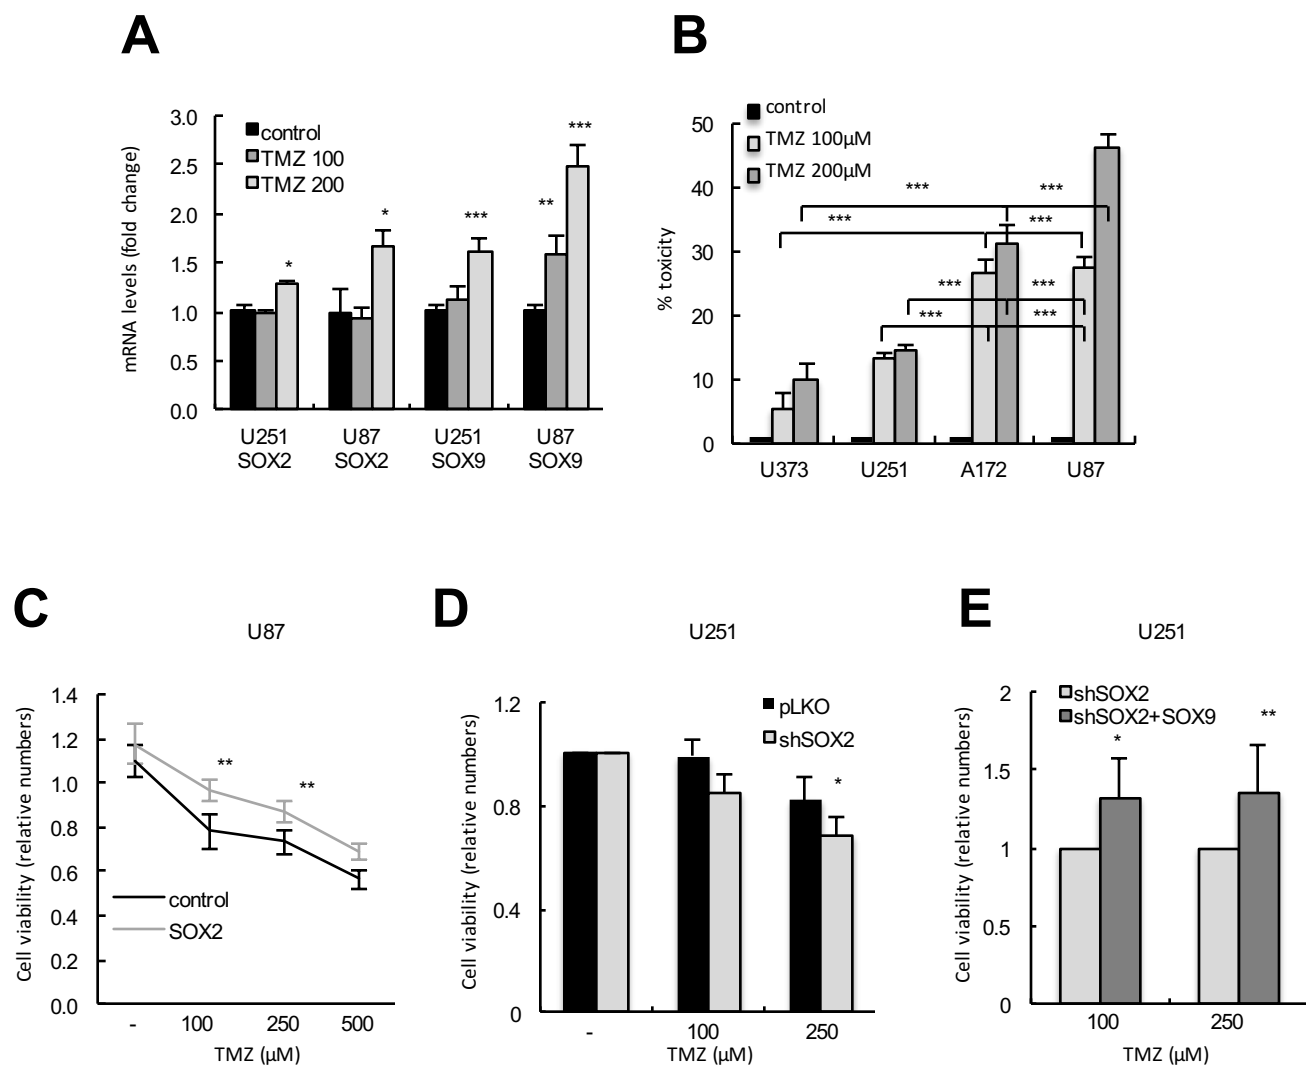 A
mRNA levels (fold change)
3.0
2.5
2.0
1.5
1.0
0.5
0.0
control
TMZ 100
TMZ 200
*
*
***
**
***
U251
SOX2
U87
SOX2
U251
SOX9
U87
SOX9
B
% toxicity
50
40
30
20
10
0
control
TMZ 100µM
TMZ 200µM
***
***
***
***
***
***
***
***
U373
U251
A172
U87
C
U87
Cell viability (relative numbers)
1.4
1.2
1.0
0.8
0.6
0.4
0.2
0.0
**
**
control
SOX2
-
100
250
500
TMZ (µM)
D
U251
Cell viability (relative numbers)
1.2
0.8
0.4
0
pLKO
shSOX2
*
-
100
250
TMZ (µM)
E
U251
Cell viability (relative numbers)
2
1.5
1
0.5
0
shSOX2
shSOX2+SOX9
*
**
100
250
TMZ (µM)